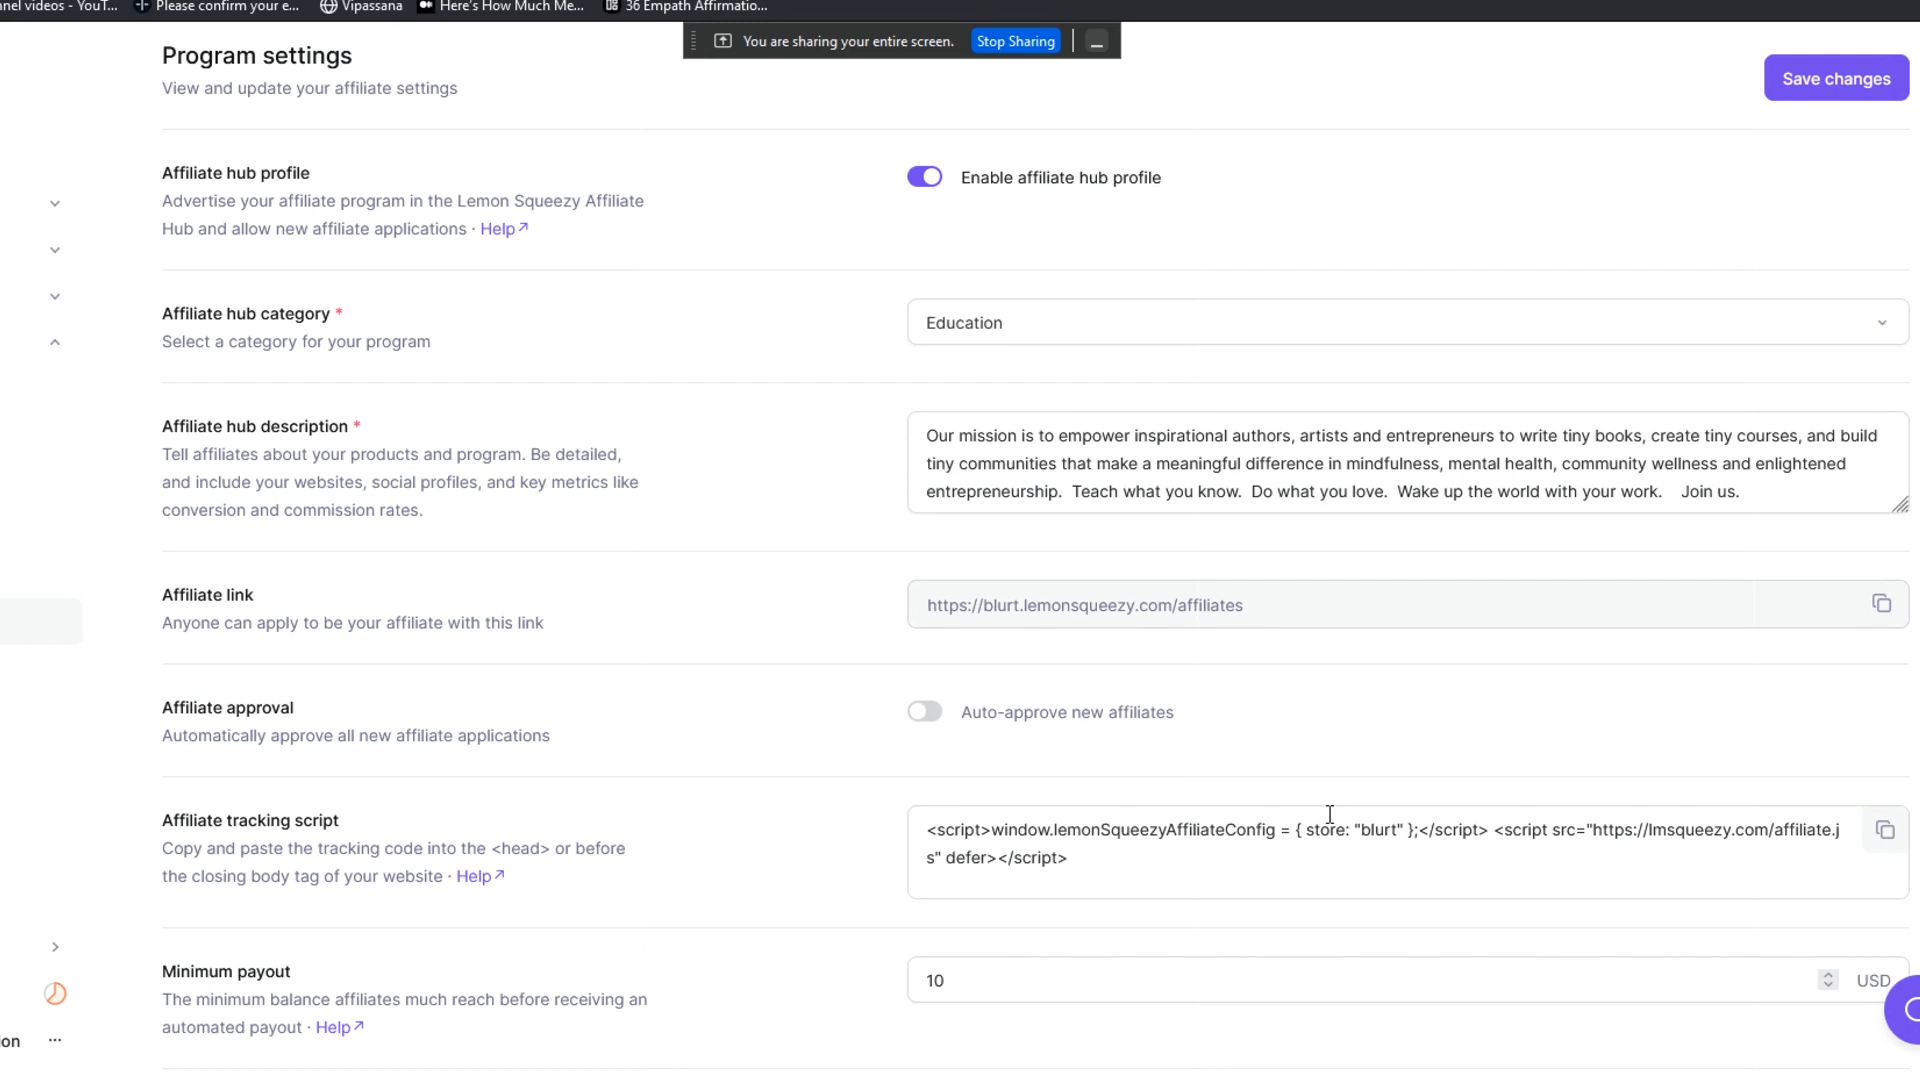 nel videos - YouT...
Please confirm your e...
Vipassana
Here's How Much Me...
36 Empath Affirmatio...
You are sharing your entire screen.
Stop Sharing
Program settings
View and update your affiliate settings
Save changes
Affiliate hub profile
Advertise your affiliate program in the Lemon Squeezy Affiliate
Hub and allow new affiliate applications · Help↗
Enable affiliate hub profile
Affiliate hub category *
Select a category for your program
Education
Affiliate hub description *
Tell affiliates about your products and program. Be detailed,
and include your websites, social profiles, and key metrics like
conversion and commission rates.
Our mission is to empower inspirational authors, artists and entrepreneurs to write tiny books, create tiny courses, and build
tiny communities that make a meaningful difference in mindfulness, mental health, community wellness and enlightened
entrepreneurship. Teach what you know. Do what you love. Wake up the world with your work. Join us.
Affiliate link
Anyone can apply to be your affiliate with this link
https://blurt.lemonsqueezy.com/affiliates
Affiliate approval
Automatically approve all new affiliate applications
Auto-approve new affiliates
Affiliate tracking script
Copy and paste the tracking code into the <head> or before
the closing body tag of your website · Help↗
<script>window.lemonSqueezyAffiliateConfig = { store: "blurt" };</script> <script src="https://lmsqueezy.com/affiliate.j
s" defer></script>
Minimum payout
The minimum balance affiliates much reach before receiving an
automated payout · Help↗
10
USD
ion
...